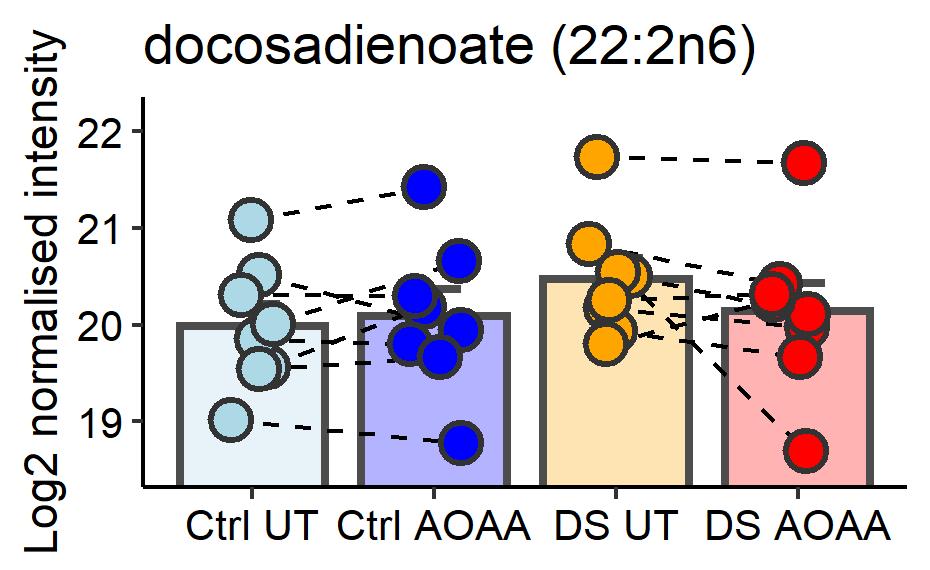 docosadienoate (22:2n6)
Log2 normalised intensity
22
21
20
19
Ctrl UT
Ctrl AOAA
DS UT
DS AOAA